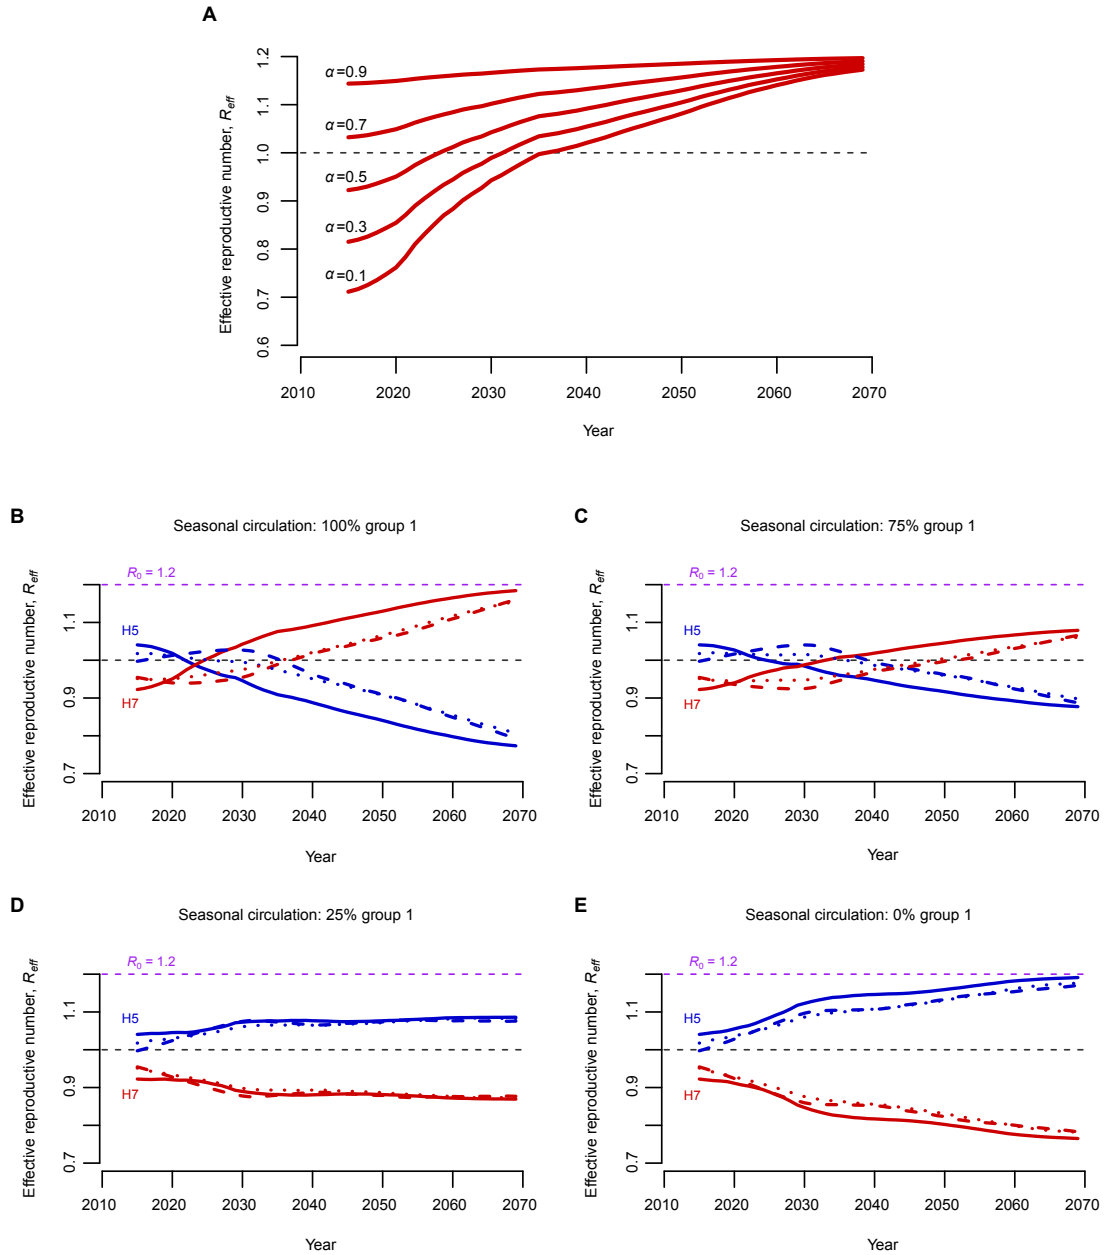 A
Effective reproductive number, Reff
1.2
1.1
1.0
0.9
0.8
0.7
0.6
α=0.9
α=0.7
α=0.5
α=0.3
α=0.1
2010 2020 2030 2040 2050 2060 2070
Year
B
Seasonal circulation: 100% group 1
Effective reproductive number, Reff
R0 = 1.2
1.1
0.9
0.7
H5
H7
2010 2020 2030 2040 2050 2060 2070
Year
C
Seasonal circulation: 75% group 1
Effective reproductive number, Reff
R0 = 1.2
1.1
0.9
0.7
H5
H7
2010 2020 2030 2040 2050 2060 2070
Year
D
Seasonal circulation: 25% group 1
Effective reproductive number, Reff
R0 = 1.2
1.1
0.9
0.7
H5
H7
2010 2020 2030 2040 2050 2060 2070
Year
E
Seasonal circulation: 0% group 1
Effective reproductive number, Reff
R0 = 1.2
1.1
0.9
0.7
H5
H7
2010 2020 2030 2040 2050 2060 2070
Year